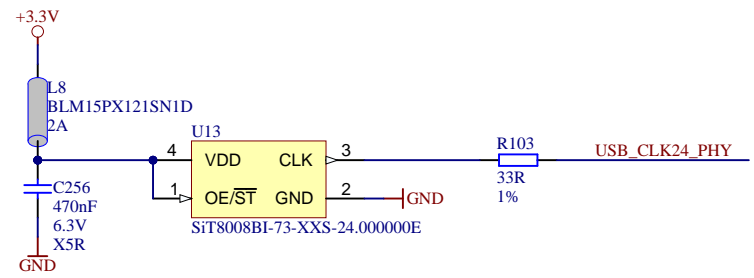 +3.3V
L8
BLM15PX121SN1D
2A
C256
470nF
6.3V
X5R
GND
U13
4 VDD CLK 3
1 OE/ST GND 2
GND
SiT8008BI-73-XXS-24.000000E
R103
33R
1%
USB_CLK24_PHY